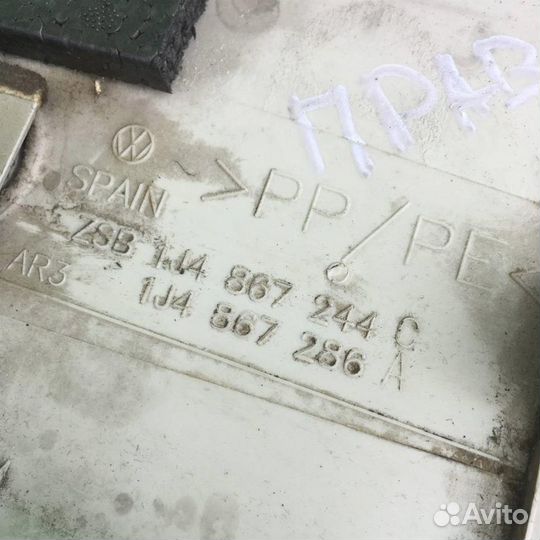 ПРАВ
SPAIN
>PP/PE<
ZSB 1J4 867 244 C
AR3
1J4 867 286 A
Avito